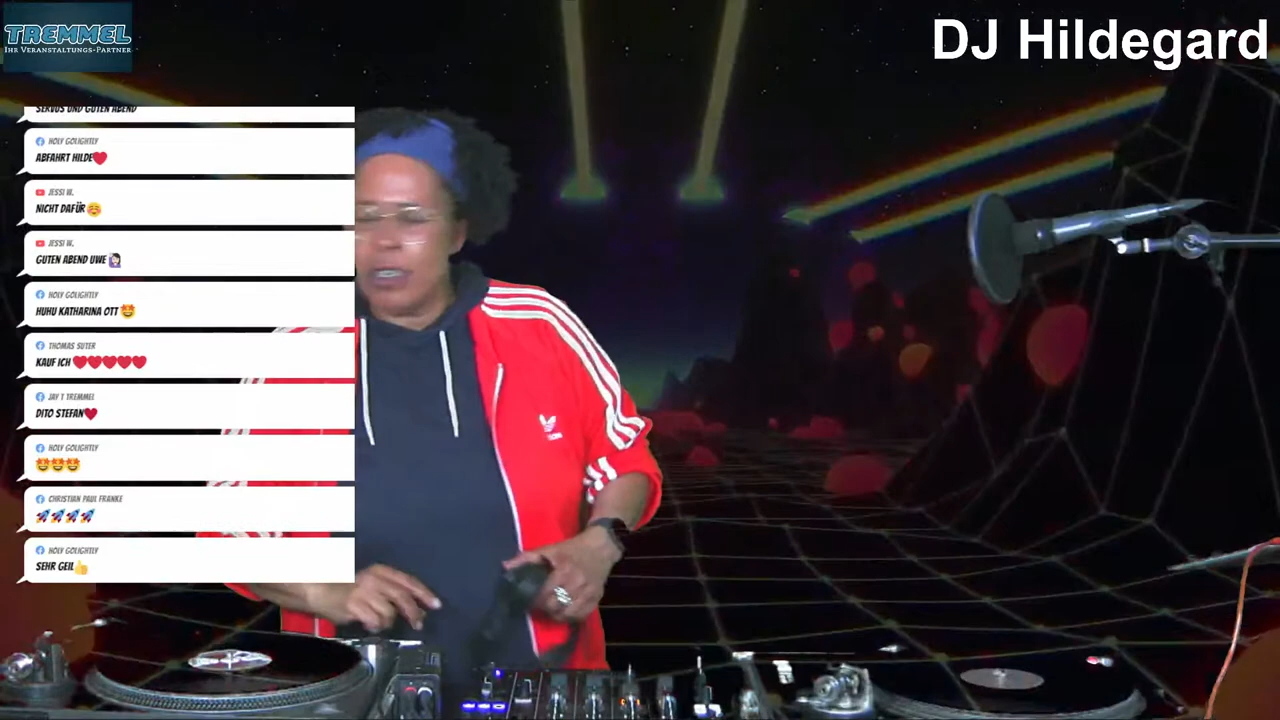 TREMMEL
IHR VERANSTALTUNGS-PARTNER
DJ Hildegard
SERVUS UND GUTEN ABEND
HOLY GOLIGHTLY
ABFAHRT HILDE❤️
JESSI W.
NICHT DAFÜR☺️
JESSI W.
GUTEN ABEND UWE 🙋🏻‍♀️
HOLY GOLIGHTLY
HUHU KATHARINA OTT 🤩
THOMAS SUTER
KAUF ICH ❤️❤️❤️❤️❤️
JAY T TREMMEL
DITO STEFAN❤️
HOLY GOLIGHTLY
🤩🤩🤩
CHRISTIAN PAUL FRANKE
🚀🚀🚀🚀
HOLY GOLIGHTLY
SEHR GEIL👍